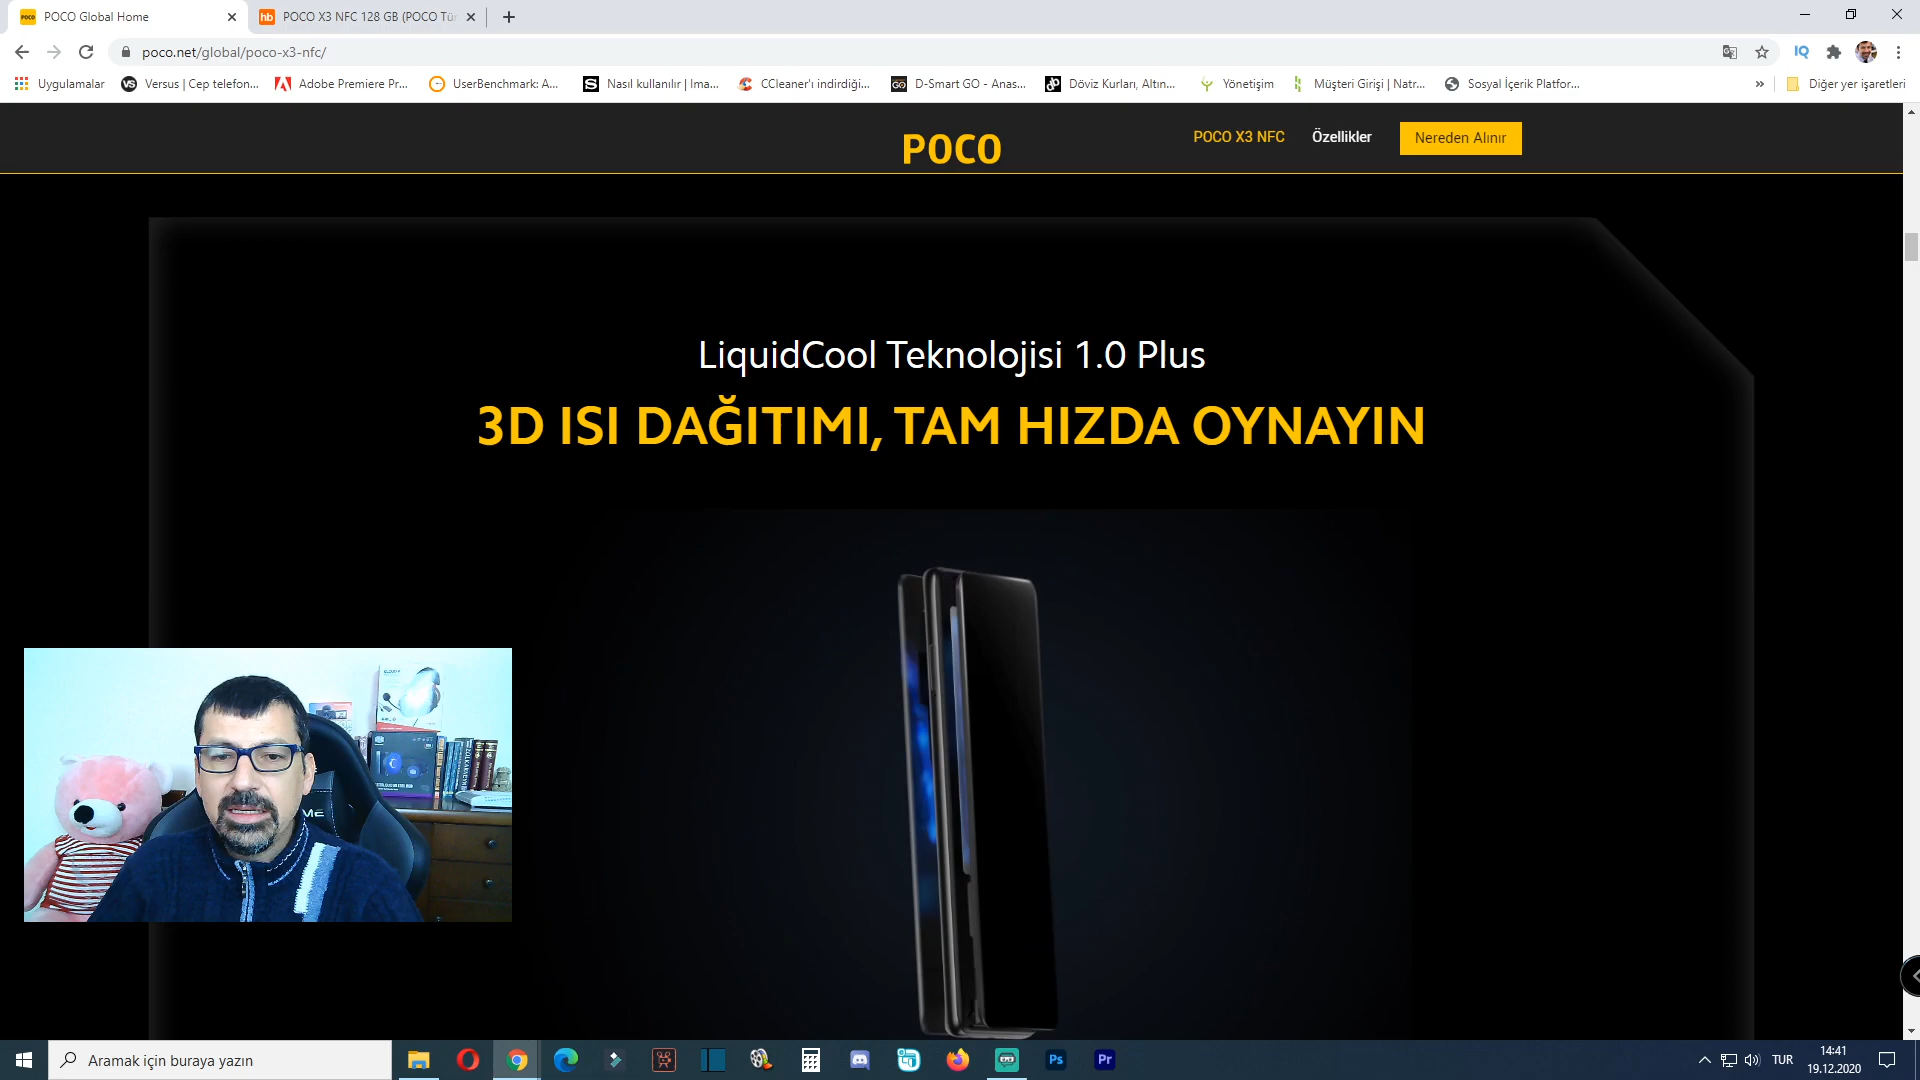 POCO Global Home
POCO X3 NFC 128 GB (POCO Tür
poco.net/global/poco-x3-nfc/
Uygulamalar
Versus | Cep telefon...
Adobe Premiere Pr...
UserBenchmark: A...
Nasıl kullanılır | Ima...
CCleaner'ı indirdiği...
D-Smart GO - Anas...
Döviz Kurları, Altın...
Yönetişim
Müşteri Girişi | Natr...
Sosyal İçerik Platfor...
Diğer yer işaretleri
POCO
POCO X3 NFC
Özellikler
Nereden Alınır
LiquidCool Teknolojisi 1.0 Plus
3D ISI DAĞITIMI, TAM HIZDA OYNAYIN
Aramak için buraya yazın
Ps
Pr
TUR
14:41
19.12.2020